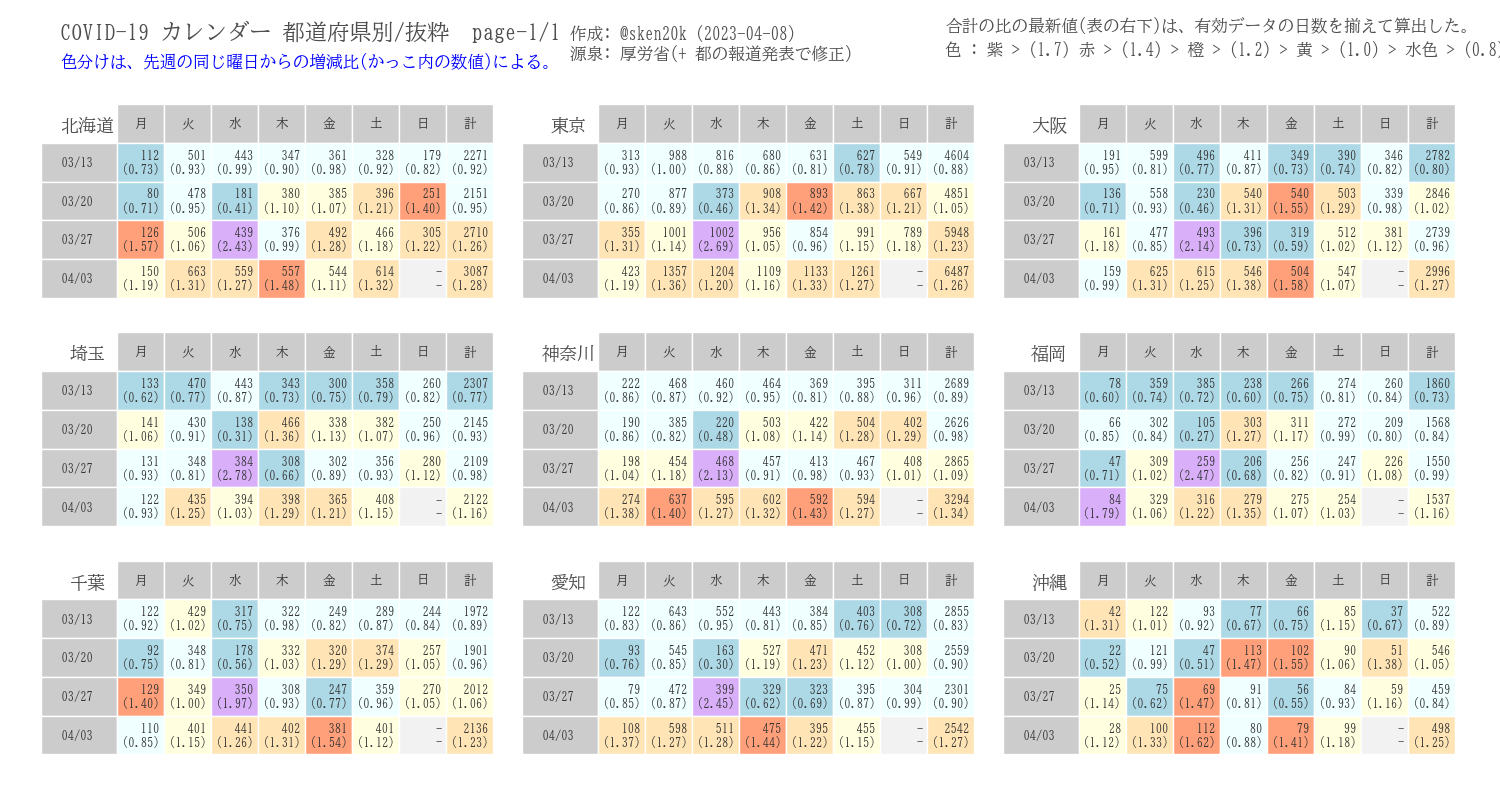 COVID-19 カレンダー 都道府県別/抜粋 page-1/1
作成: @sken20k (2023-04-08)
源泉: 厚労省(+ 都の報道発表で修正)
色分けは、先週の同じ曜日からの増減比(かっこ内の数値)による。
合計の比の最新値(表の右下)は、有効データの日数を揃えて算出した。
色 : 紫 > (1.7) 赤 > (1.4) 橙 > (1.2) 黄 > (1.0) > 水色 > (0.8)
北海道 月 火 水 木 金 土 日 計
03/13 112 501 443 347 361 328 179 2271
(0.73) (0.93) (0.99) (0.90) (0.98) (0.92) (0.82) (0.92)
03/20 80 478 181 380 385 396 251 2151
(0.71) (0.95) (0.41) (1.10) (1.07) (1.21) (1.40) (0.95)
03/27 126 506 439 376 492 466 305 2710
(1.57) (1.06) (2.43) (0.99) (1.28) (1.18) (1.22) (1.26)
04/03 150 663 559 557 544 614 - 3087
(1.19) (1.31) (1.27) (1.48) (1.11) (1.32) - (1.28)
東京 月 火 水 木 金 土 日 計
03/13 313 988 816 680 631 627 549 4604
(0.93) (1.00) (0.88) (0.86) (0.81) (0.78) (0.91) (0.88)
03/20 270 877 373 908 893 863 667 4851
(0.86) (0.89) (0.46) (1.34) (1.42) (1.38) (1.21) (1.05)
03/27 355 1001 1002 956 854 991 789 5948
(1.31) (1.14) (2.69) (1.05) (0.96) (1.15) (1.18) (1.23)
04/03 423 1357 1204 1109 1133 1261 - 6487
(1.19) (1.36) (1.20) (1.16) (1.33) (1.27) - (1.26)
大阪 月 火 水 木 金 土 日 計
03/13 191 599 496 411 349 390 346 2782
(0.95) (0.81) (0.77) (0.87) (0.73) (0.74) (0.82) (0.80)
03/20 136 558 230 540 540 503 339 2846
(0.71) (0.93) (0.46) (1.31) (1.55) (1.29) (0.98) (1.02)
03/27 161 477 493 396 319 512 381 2739
(1.18) (0.85) (2.14) (0.73) (0.59) (1.02) (1.12) (0.96)
04/03 159 625 615 546 504 547 - 2996
(0.99) (1.31) (1.25) (1.38) (1.58) (1.07) - (1.27)
埼玉 月 火 水 木 金 土 日 計
03/13 133 470 443 343 300 358 260 2307
(0.62) (0.77) (0.87) (0.73) (0.75) (0.79) (0.82) (0.77)
03/20 141 430 138 466 338 382 250 2145
(1.06) (0.91) (0.31) (1.36) (1.13) (1.07) (0.96) (0.93)
03/27 131 348 384 308 302 356 280 2109
(0.93) (0.81) (2.78) (0.66) (0.89) (0.93) (1.12) (0.98)
04/03 122 435 394 398 365 408 - 2122
(0.93) (1.25) (1.03) (1.29) (1.21) (1.15) - (1.16)
神奈川 月 火 水 木 金 土 日 計
03/13 222 468 460 464 369 395 311 2689
(0.86) (0.87) (0.92) (0.95) (0.81) (0.88) (0.96) (0.89)
03/20 190 385 220 503 422 504 402 2626
(0.86) (0.82) (0.48) (1.08) (1.14) (1.28) (1.29) (0.98)
03/27 198 454 468 457 413 467 408 2865
(1.04) (1.18) (2.13) (0.91) (0.98) (0.93) (1.01) (1.09)
04/03 274 637 595 602 592 594 - 3294
(1.38) (1.40) (1.27) (1.32) (1.43) (1.27) - (1.34)
福岡 月 火 水 木 金 土 日 計
03/13 78 359 385 238 266 274 260 1860
(0.60) (0.74) (0.72) (0.60) (0.75) (0.81) (0.84) (0.73)
03/20 66 302 105 303 311 272 209 1568
(0.85) (0.84) (0.27) (1.27) (1.17) (0.99) (0.80) (0.84)
03/27 47 309 259 206 256 247 226 1550
(0.71) (1.02) (2.47) (0.68) (0.82) (0.91) (1.08) (0.99)
04/03 84 329 316 279 275 254 - 1537
(1.79) (1.06) (1.22) (1.35) (1.07) (1.03) - (1.16)
千葉 月 火 水 木 金 土 日 計
03/13 122 429 317 322 249 289 244 1972
(0.92) (1.02) (0.75) (0.98) (0.82) (0.87) (0.84) (0.89)
03/20 92 348 178 332 320 374 257 1901
(0.75) (0.81) (0.56) (1.03) (1.29) (1.29) (1.05) (0.96)
03/27 129 349 350 308 247 359 270 2012
(1.40) (1.00) (1.97) (0.93) (0.77) (0.96) (1.05) (1.06)
04/03 110 401 441 402 381 401 - 2136
(0.85) (1.15) (1.26) (1.31) (1.54) (1.12) - (1.23)
愛知 月 火 水 木 金 土 日 計
03/13 122 643 552 443 384 403 308 2855
(0.83) (0.86) (0.95) (0.81) (0.85) (0.76) (0.72) (0.83)
03/20 93 545 163 527 471 452 308 2559
(0.76) (0.85) (0.30) (1.19) (1.23) (1.12) (1.00) (0.90)
03/27 79 472 399 329 323 395 304 2301
(0.85) (0.87) (2.45) (0.62) (0.69) (0.87) (0.99) (0.90)
04/03 108 598 511 475 395 455 - 2542
(1.37) (1.27) (1.28) (1.44) (1.22) (1.15) - (1.27)
沖縄 月 火 水 木 金 土 日 計
03/13 42 122 93 77 66 85 37 522
(1.31) (1.01) (0.92) (0.67) (0.75) (1.15) (0.67) (0.89)
03/20 22 121 47 113 102 90 51 546
(0.52) (0.99) (0.51) (1.47) (1.55) (1.06) (1.38) (1.05)
03/27 25 75 69 91 56 84 59 459
(1.14) (0.62) (1.47) (0.81) (0.55) (0.93) (1.16) (0.84)
04/03 28 100 112 80 79 99 - 498
(1.12) (1.33) (1.62) (0.88) (1.41) (1.18) - (1.25)